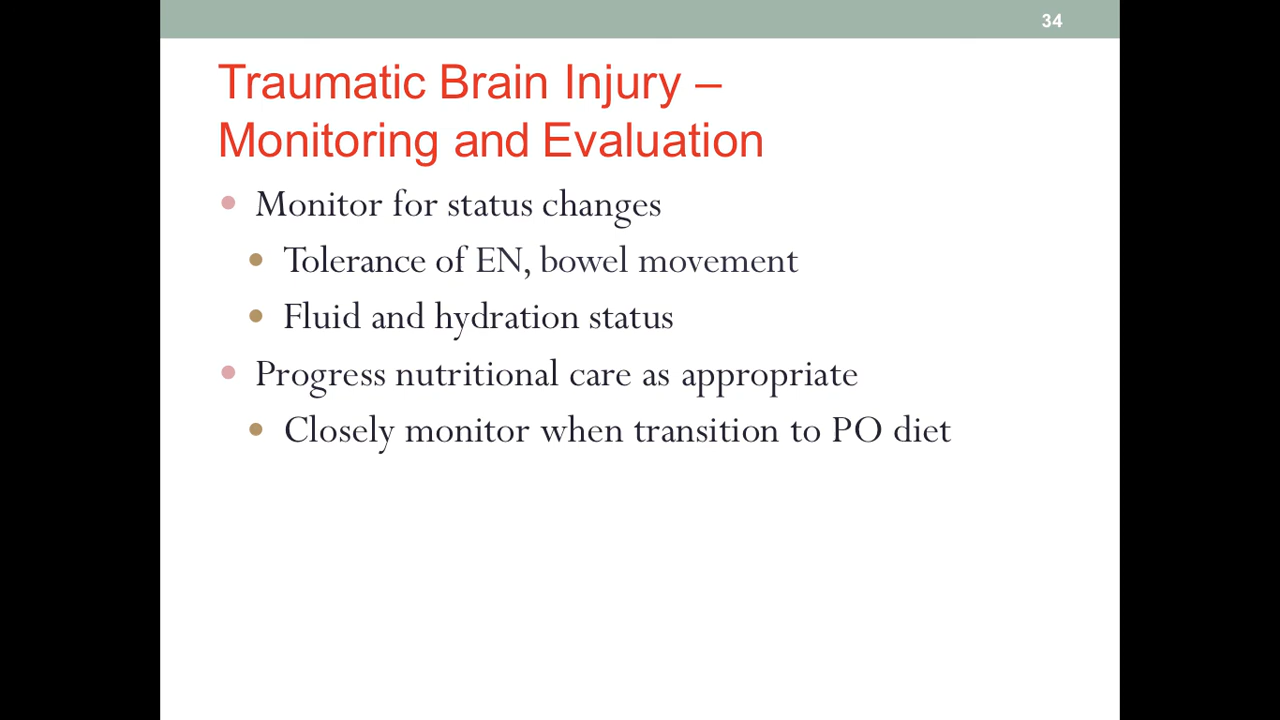 34
Traumatic Brain Injury –
Monitoring and Evaluation
Monitor for status changes
Tolerance of EN, bowel movement
Fluid and hydration status
Progress nutritional care as appropriate
Closely monitor when transition to PO diet